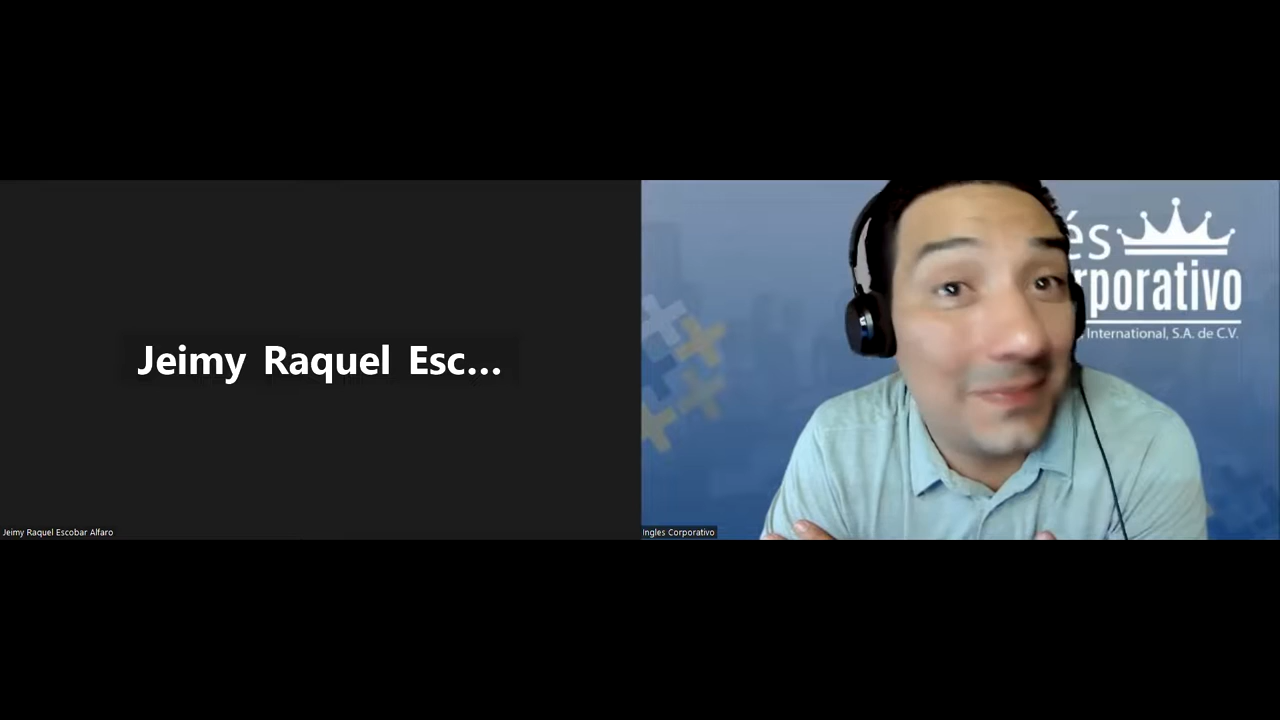 Jeimy Raquel Esc...
Jeimy Raquel Escobar Alfaro
és
rporativo
International, S.A. de C.V.
Ingles Corporativo